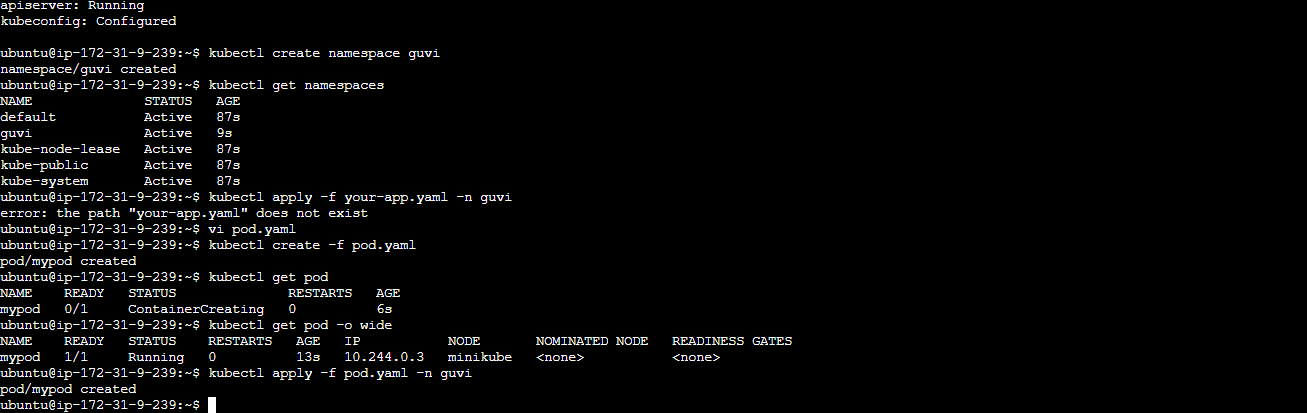 apiserver: Running
kubeconfig: Configured
ubuntu@ip-172-31-9-239:~$ kubectl create namespace guvi
namespace/guvi created
ubuntu@ip-172-31-9-239:~$ kubectl get namespaces
NAME              STATUS   AGE
default           Active   87s
guvi              Active   9s
kube-node-lease   Active   87s
kube-public       Active   87s
kube-system       Active   87s
ubuntu@ip-172-31-9-239:~$ kubectl apply -f your-app.yaml -n guvi
error: the path "your-app.yaml" does not exist
ubuntu@ip-172-31-9-239:~$ vi pod.yaml
ubuntu@ip-172-31-9-239:~$ kubectl create -f pod.yaml
pod/mypod created
ubuntu@ip-172-31-9-239:~$ kubectl get pod
NAME    READY   STATUS              RESTARTS   AGE
mypod   0/1     ContainerCreating   0          6s
ubuntu@ip-172-31-9-239:~$ kubectl get pod -o wide
NAME    READY   STATUS    RESTARTS   AGE   IP           NODE       NOMINATED NODE   READINESS GATES
mypod   1/1     Running   0          13s   10.244.0.3   minikube   <none>           <none>
ubuntu@ip-172-31-9-239:~$ kubectl apply -f pod.yaml -n guvi
pod/mypod created
ubuntu@ip-172-31-9-239:~$